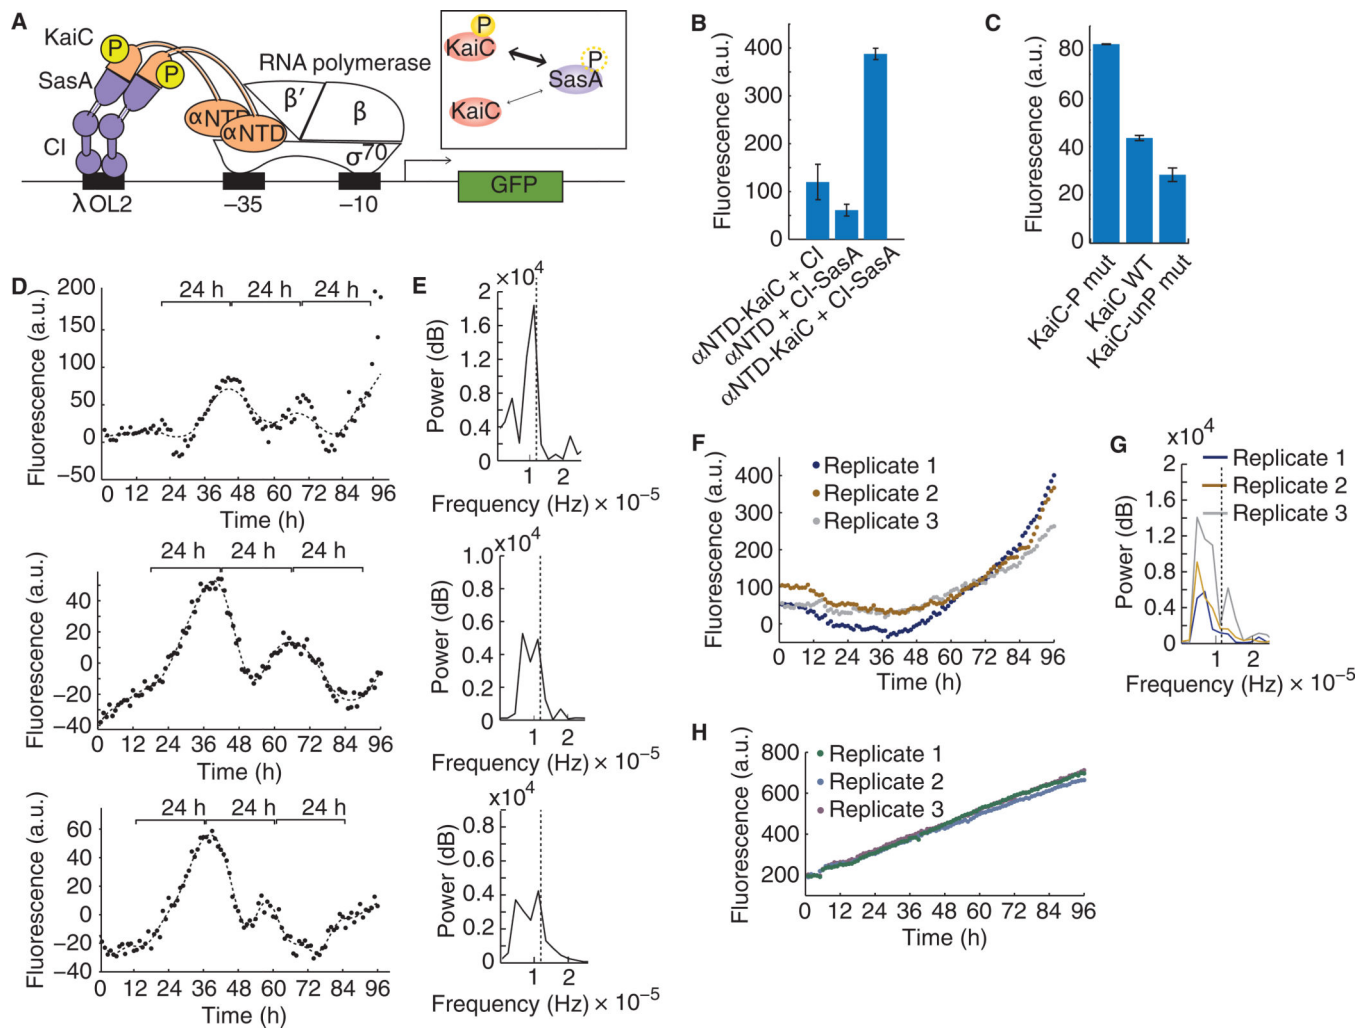 A
KaiC
P
P
SasA
CI
αNTD
αNTD
RNA polymerase
β′
β
σ70
λ OL2
−35
−10
GFP
P
KaiC
P
SasA
KaiC
B
Fluorescence (a.u.)
400
300
200
100
0
αNTD-KaiC + CI
αNTD + CI-SasA
αNTD-KaiC + CI-SasA
C
Fluorescence (a.u.)
80
60
40
20
0
KaiC-P mut
KaiC WT
KaiC-unP mut
D
24 h 24 h 24 h
Fluorescence (a.u.)
200
150
100
50
0
−50
0 12 24 36 48 60 72 84 96
Time (h)
24 h 24 h 24 h
Fluorescence (a.u.)
40
20
0
−20
−40
0 12 24 36 48 60 72 84 96
Time (h)
24 h 24 h 24 h
Fluorescence (a.u.)
60
40
20
0
−20
−40
0 12 24 36 48 60 72 84 96
Time (h)
E
×10⁴
Power (dB)
2
1.6
1.2
0.8
0.4
0
1 2
Frequency (Hz) × 10⁻⁵
×10⁴
Power (dB)
1.0
0.8
0.6
0.4
0.2
0
1 2
Frequency (Hz) × 10⁻⁵
×10⁴
Power (dB)
0.8
0.6
0.4
0.2
0
1 2
Frequency (Hz) × 10⁻⁵
F
Replicate 1
Replicate 2
Replicate 3
Fluorescence (a.u.)
400
300
200
100
0
0 12 24 36 48 60 72 84 96
Time (h)
G
×10⁴
Replicate 1
Replicate 2
Replicate 3
Power (dB)
2
1.6
1.2
0.8
0.4
0
1 2
Frequency (Hz) × 10⁻⁵
H
Replicate 1
Replicate 2
Replicate 3
Fluorescence (a.u.)
800
600
400
200
0 12 24 36 48 60 72 84 96
Time (h)